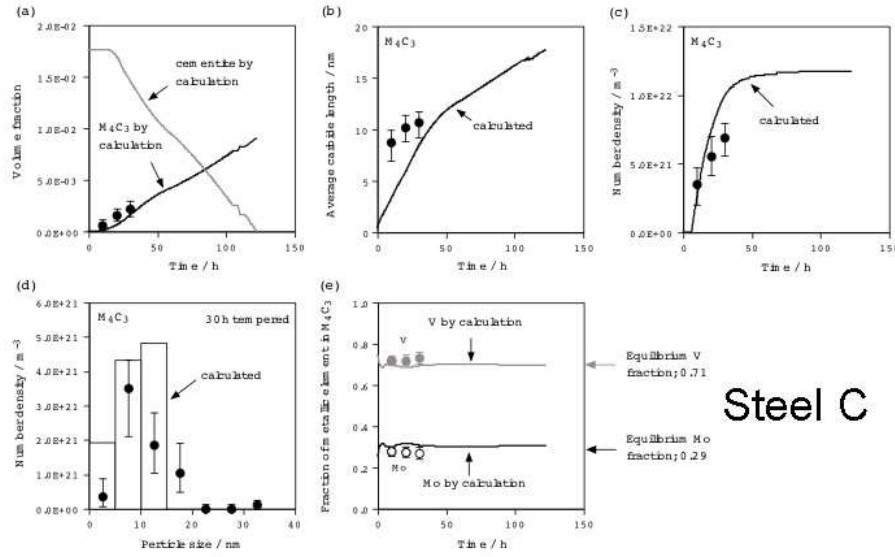 (a)
2.0E-02
1.5E-02
1.0E-02
5.0E-03
0.0E+00
Volume fraction
cementite by
calculation
M4C3 by
calculation
0
50
100
150
Time / h
(b)
M4C3
20
15
10
5
0
Average carbide length / nm
calculated
0
50
100
150
Time / h
(c)
M4C3
1.5E+22
1.0E+22
5.0E+21
0.0E+00
Number density / m-3
calculated
0
50
100
150
Time / h
(d)
M4C3
30h tempered
6.0E+21
5.0E+21
4.0E+21
3.0E+21
2.0E+21
1.0E+21
0.0E+00
Number density / m-3
calculated
0
10
20
30
40
Particle size / nm
(e)
1.0
0.8
0.6
0.4
0.2
0.0
Fraction of metallic element in M4C3
V
V by calculation
Mo
Mo by calculation
0
50
100
150
Time / h
Equilibrium V
fraction; 0.71
Equilibrium Mo
fraction; 0.29
Steel C